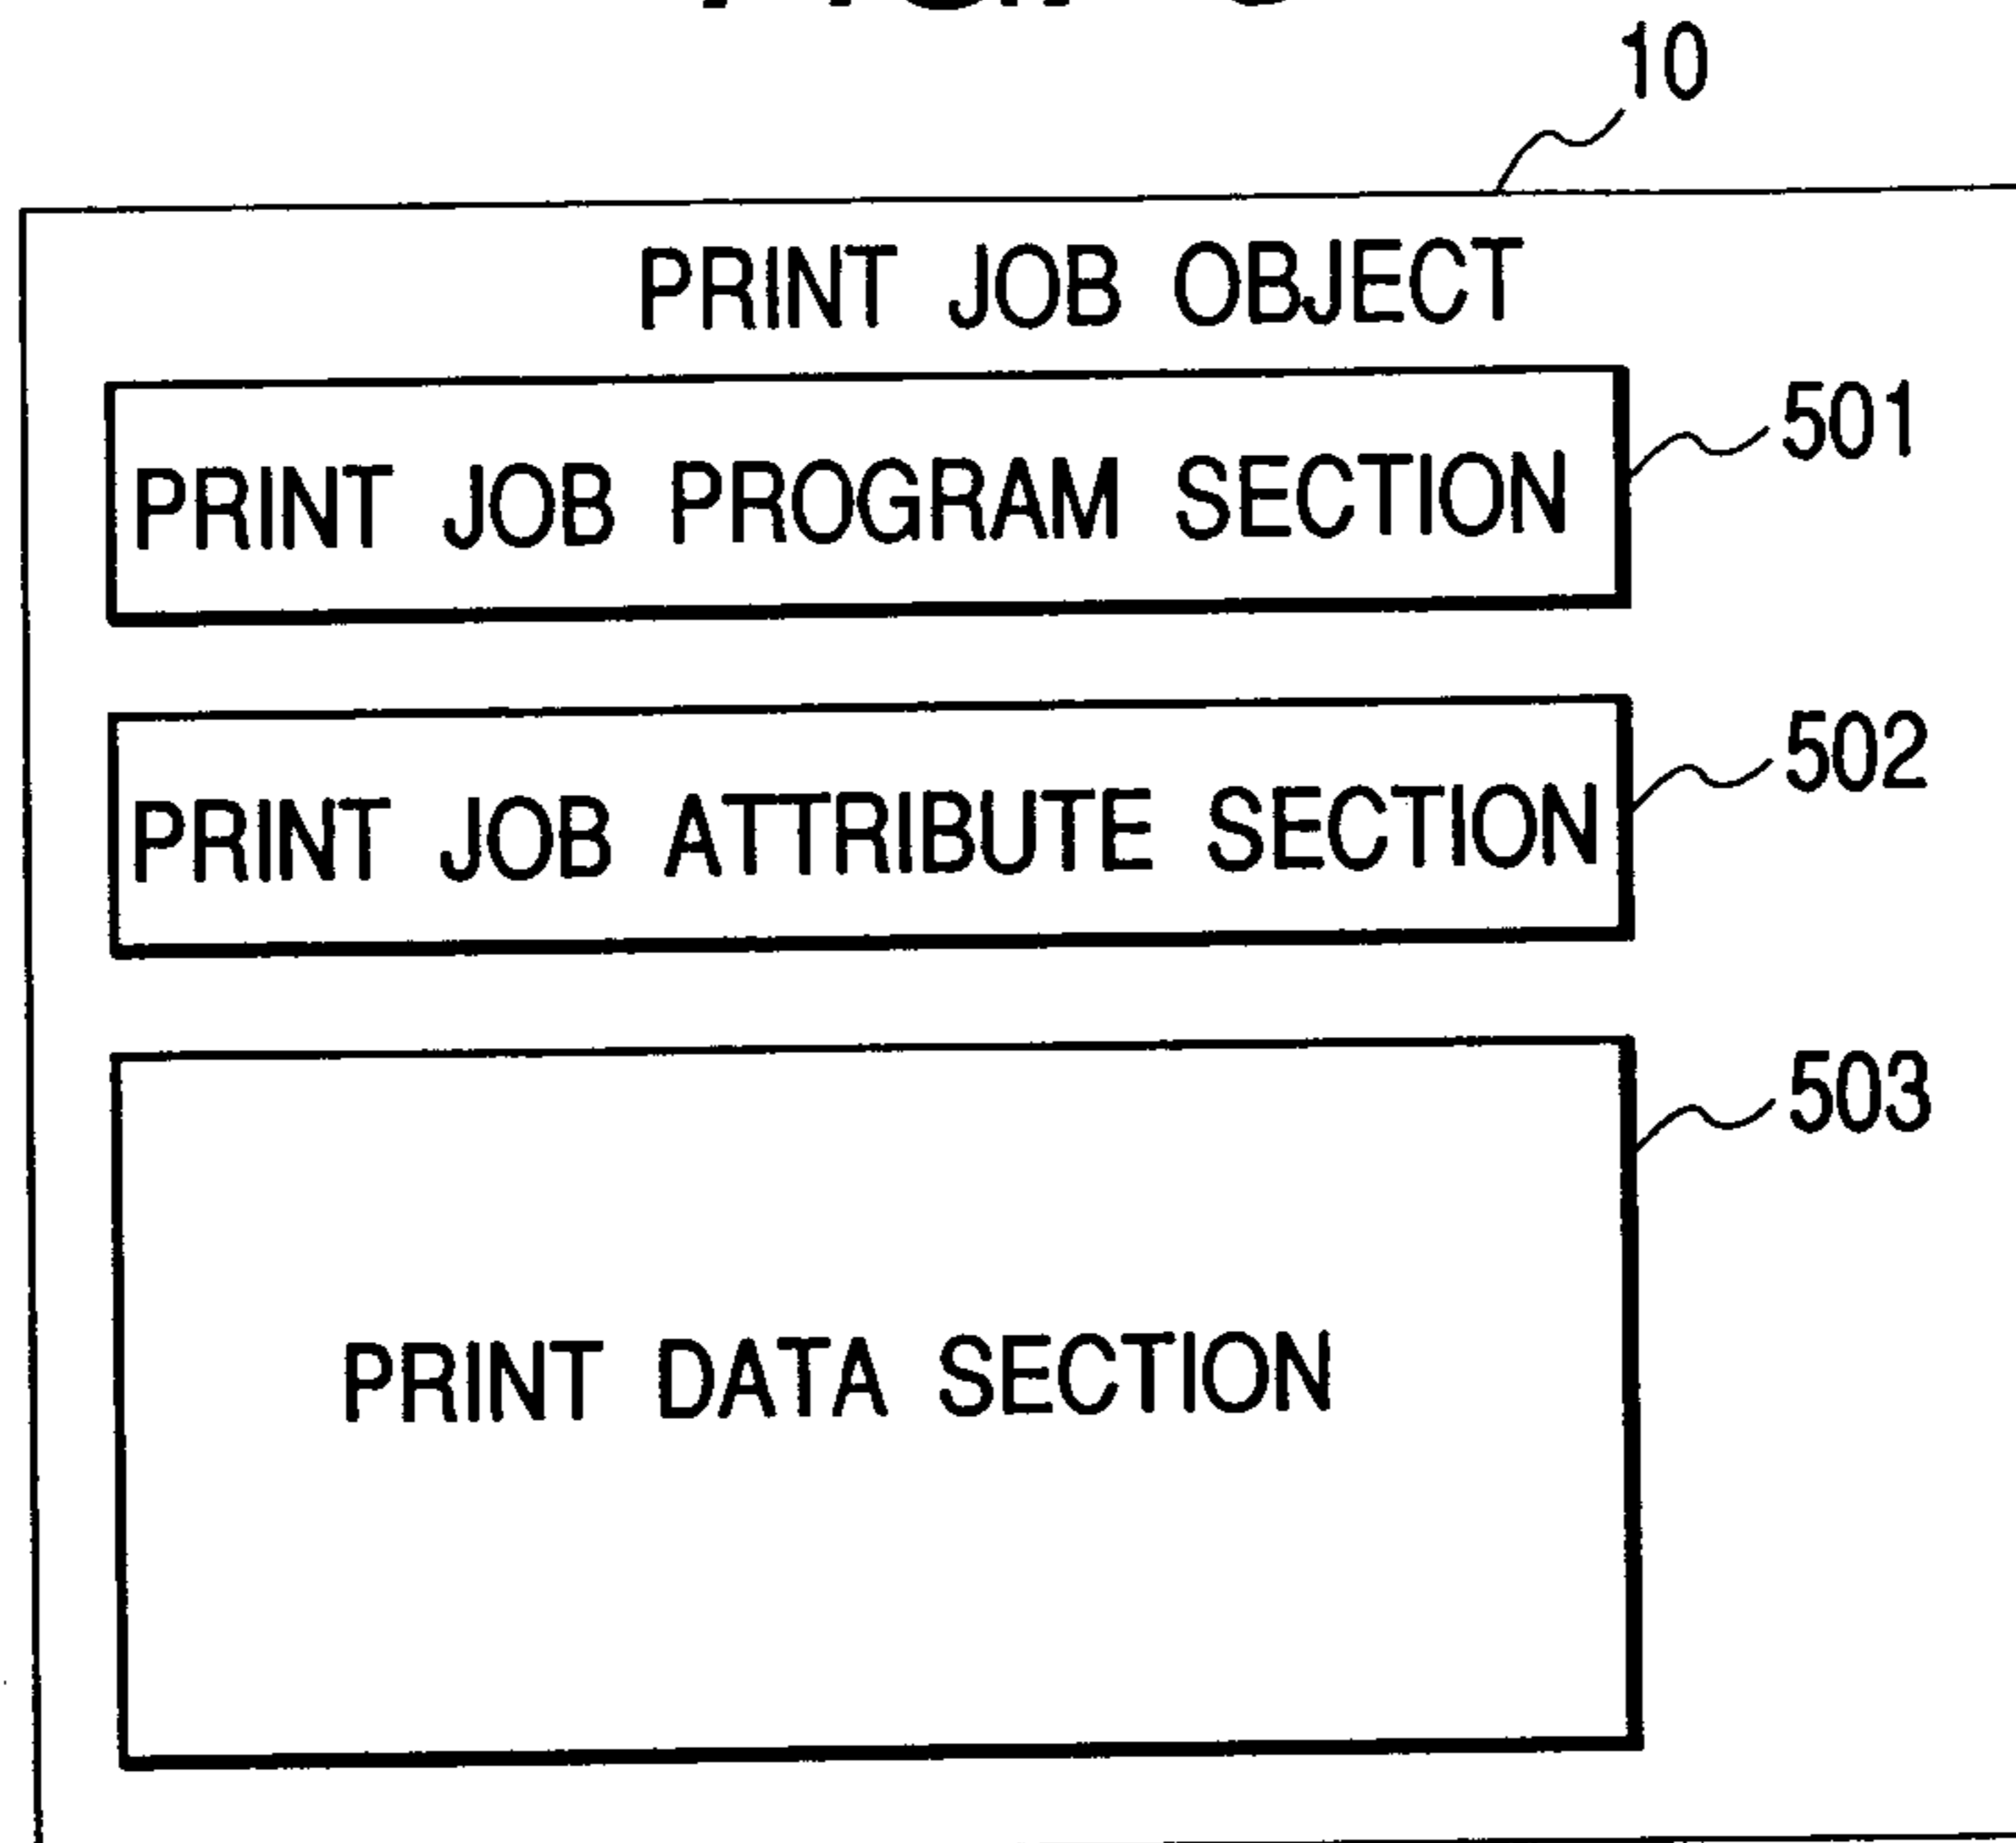 10
PRINT JOB OBJECT
PRINT JOB PROGRAM SECTION
501
PRINT JOB ATTRIBUTE SECTION
502
503
PRINT DATA SECTION